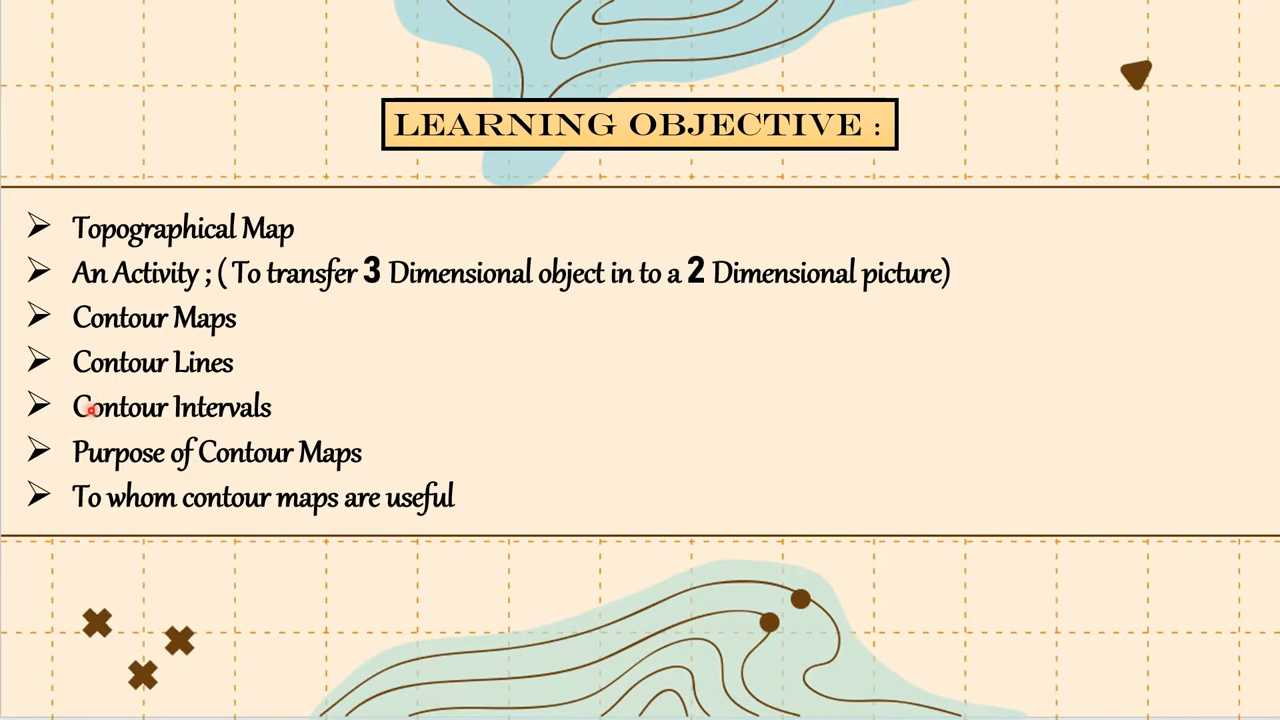 LEARNING OBJECTIVE :
Topographical Map
An Activity ; ( To transfer 3 Dimensional object in to a 2 Dimensional picture)
Contour Maps
Contour Lines
Contour Intervals
Purpose of Contour Maps
To whom contour maps are useful